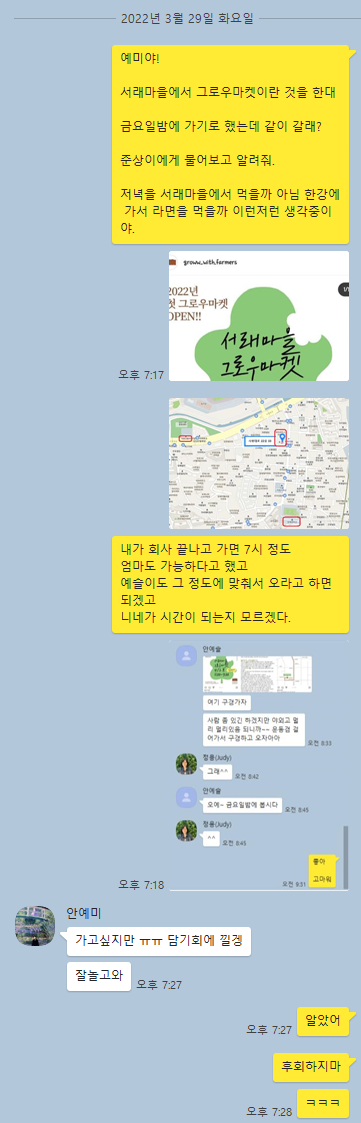 2022년 3월 29일 화요일
예미야!
서래마을에서 그로우마켓이란 것을 한대
금요일밤에 가기로 했는데 같이 갈래?
준상이에게 물어보고 알려줘.
저녁을 서래마을에서 먹을까 아님 한강에
가서 라면을 먹을까 이런저런 생각중이
야.
groww_with.farmers
2022년
첫 그로우마켓
OPEN!!
서래마을
그로우마켓
오후 7:17
내가 회사 끝나고 가면 7시 정도
엄마도 가능하다고 했고
예슬이도 그 정도에 맞춰서 오라고 하면
되겠고
니네가 시간이 되는지 모르겠다.
안예슬
여기 구경가자
사람 좀 있긴 하겠지만 야외고 멀
리 떨리있음 되니까~~ 운동겸 걸
어가서 구경하고 오자아아
오전 8:33
정용(Judy)
그래^^
오전 8:42
안예슬
오예~ 금요일밤에 봅시다
오전 8:45
정용(Judy)
^^
오전 8:45
좋아
고마워
오전 9:31
오후 7:18
안예미
가고싶지만 ㅠㅠ 담기회에 낄겡
잘놀고와
오후 7:27
알았어
오후 7:27
후회하지마
ㅋㅋㅋ
오후 7:28